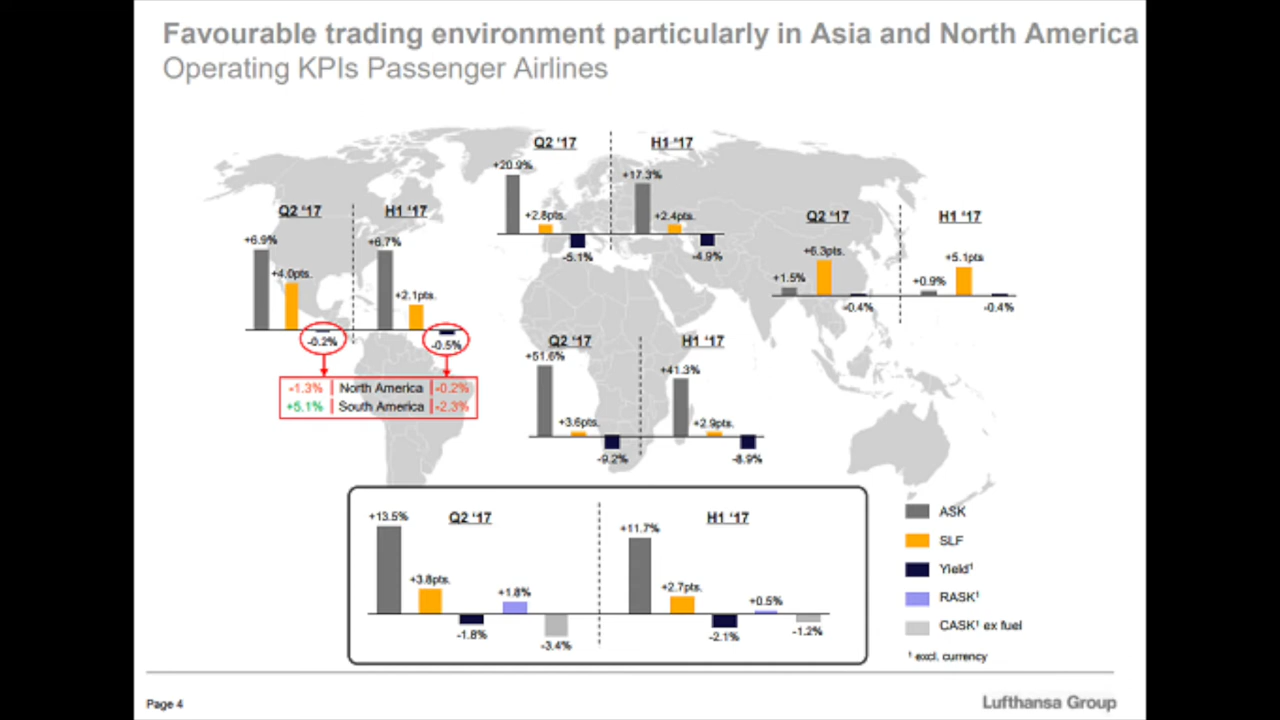 Favourable trading environment particularly in Asia and North America
Operating KPIs Passenger Airlines
Q2 '17
H1 '17
+20.9%
+2.8pts.
-5.1%
+17.3%
+2.4pts.
-4.9%
Q2 '17
H1 '17
+6.9%
+4.0pts.
-0.2%
+6.7%
+2.1pts.
-0.5%
-1.3% North America -0.2%
+5.1% South America -2.3%
Q2 '17
H1 '17
+1.5%
+6.3pts.
-0.4%
+0.9%
+5.1pts
-0.4%
Q2 '17
H1 '17
+51.6%
+3.6pts.
-9.2%
+41.3%
+2.9pts.
-8.9%
Q2 '17
H1 '17
+13.5%
+3.8pts.
-1.8%
+1.8%
-3.4%
+11.7%
+2.7pts.
-2.1%
+0.5%
-1.2%
ASK
SLF
Yield¹
RASK¹
CASK¹ ex fuel
¹ excl. currency
Page 4
Lufthansa Group